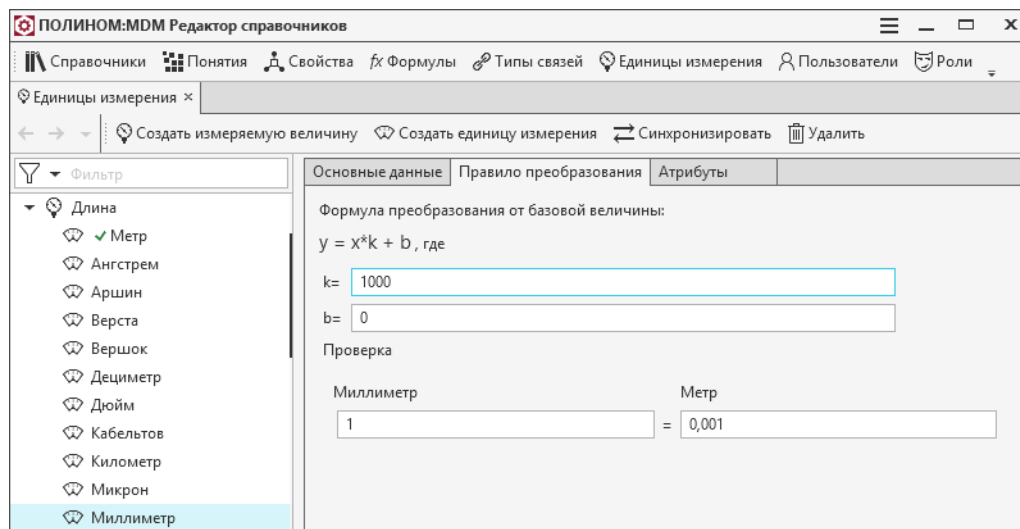 ПОЛИНОМ:MDM Редактор справочников
Справочники Понятия Свойства fx Формулы Типы связей Единицы измерения Пользователи Роли
Единицы измерения ×
Создать измеряемую величину Создать единицу измерения Синхронизировать Удалить
Фильтр
Длина
Метр
Ангстрем
Аршин
Верста
Вершок
Дециметр
Дюйм
Кабельтов
Километр
Микрон
Миллиметр
Основные данные Правило преобразования Атрибуты
Формула преобразования от базовой величины:
y = x*k + b , где
k= 1000
b= 0
Проверка
Миллиметр Метр
1 = 0,001